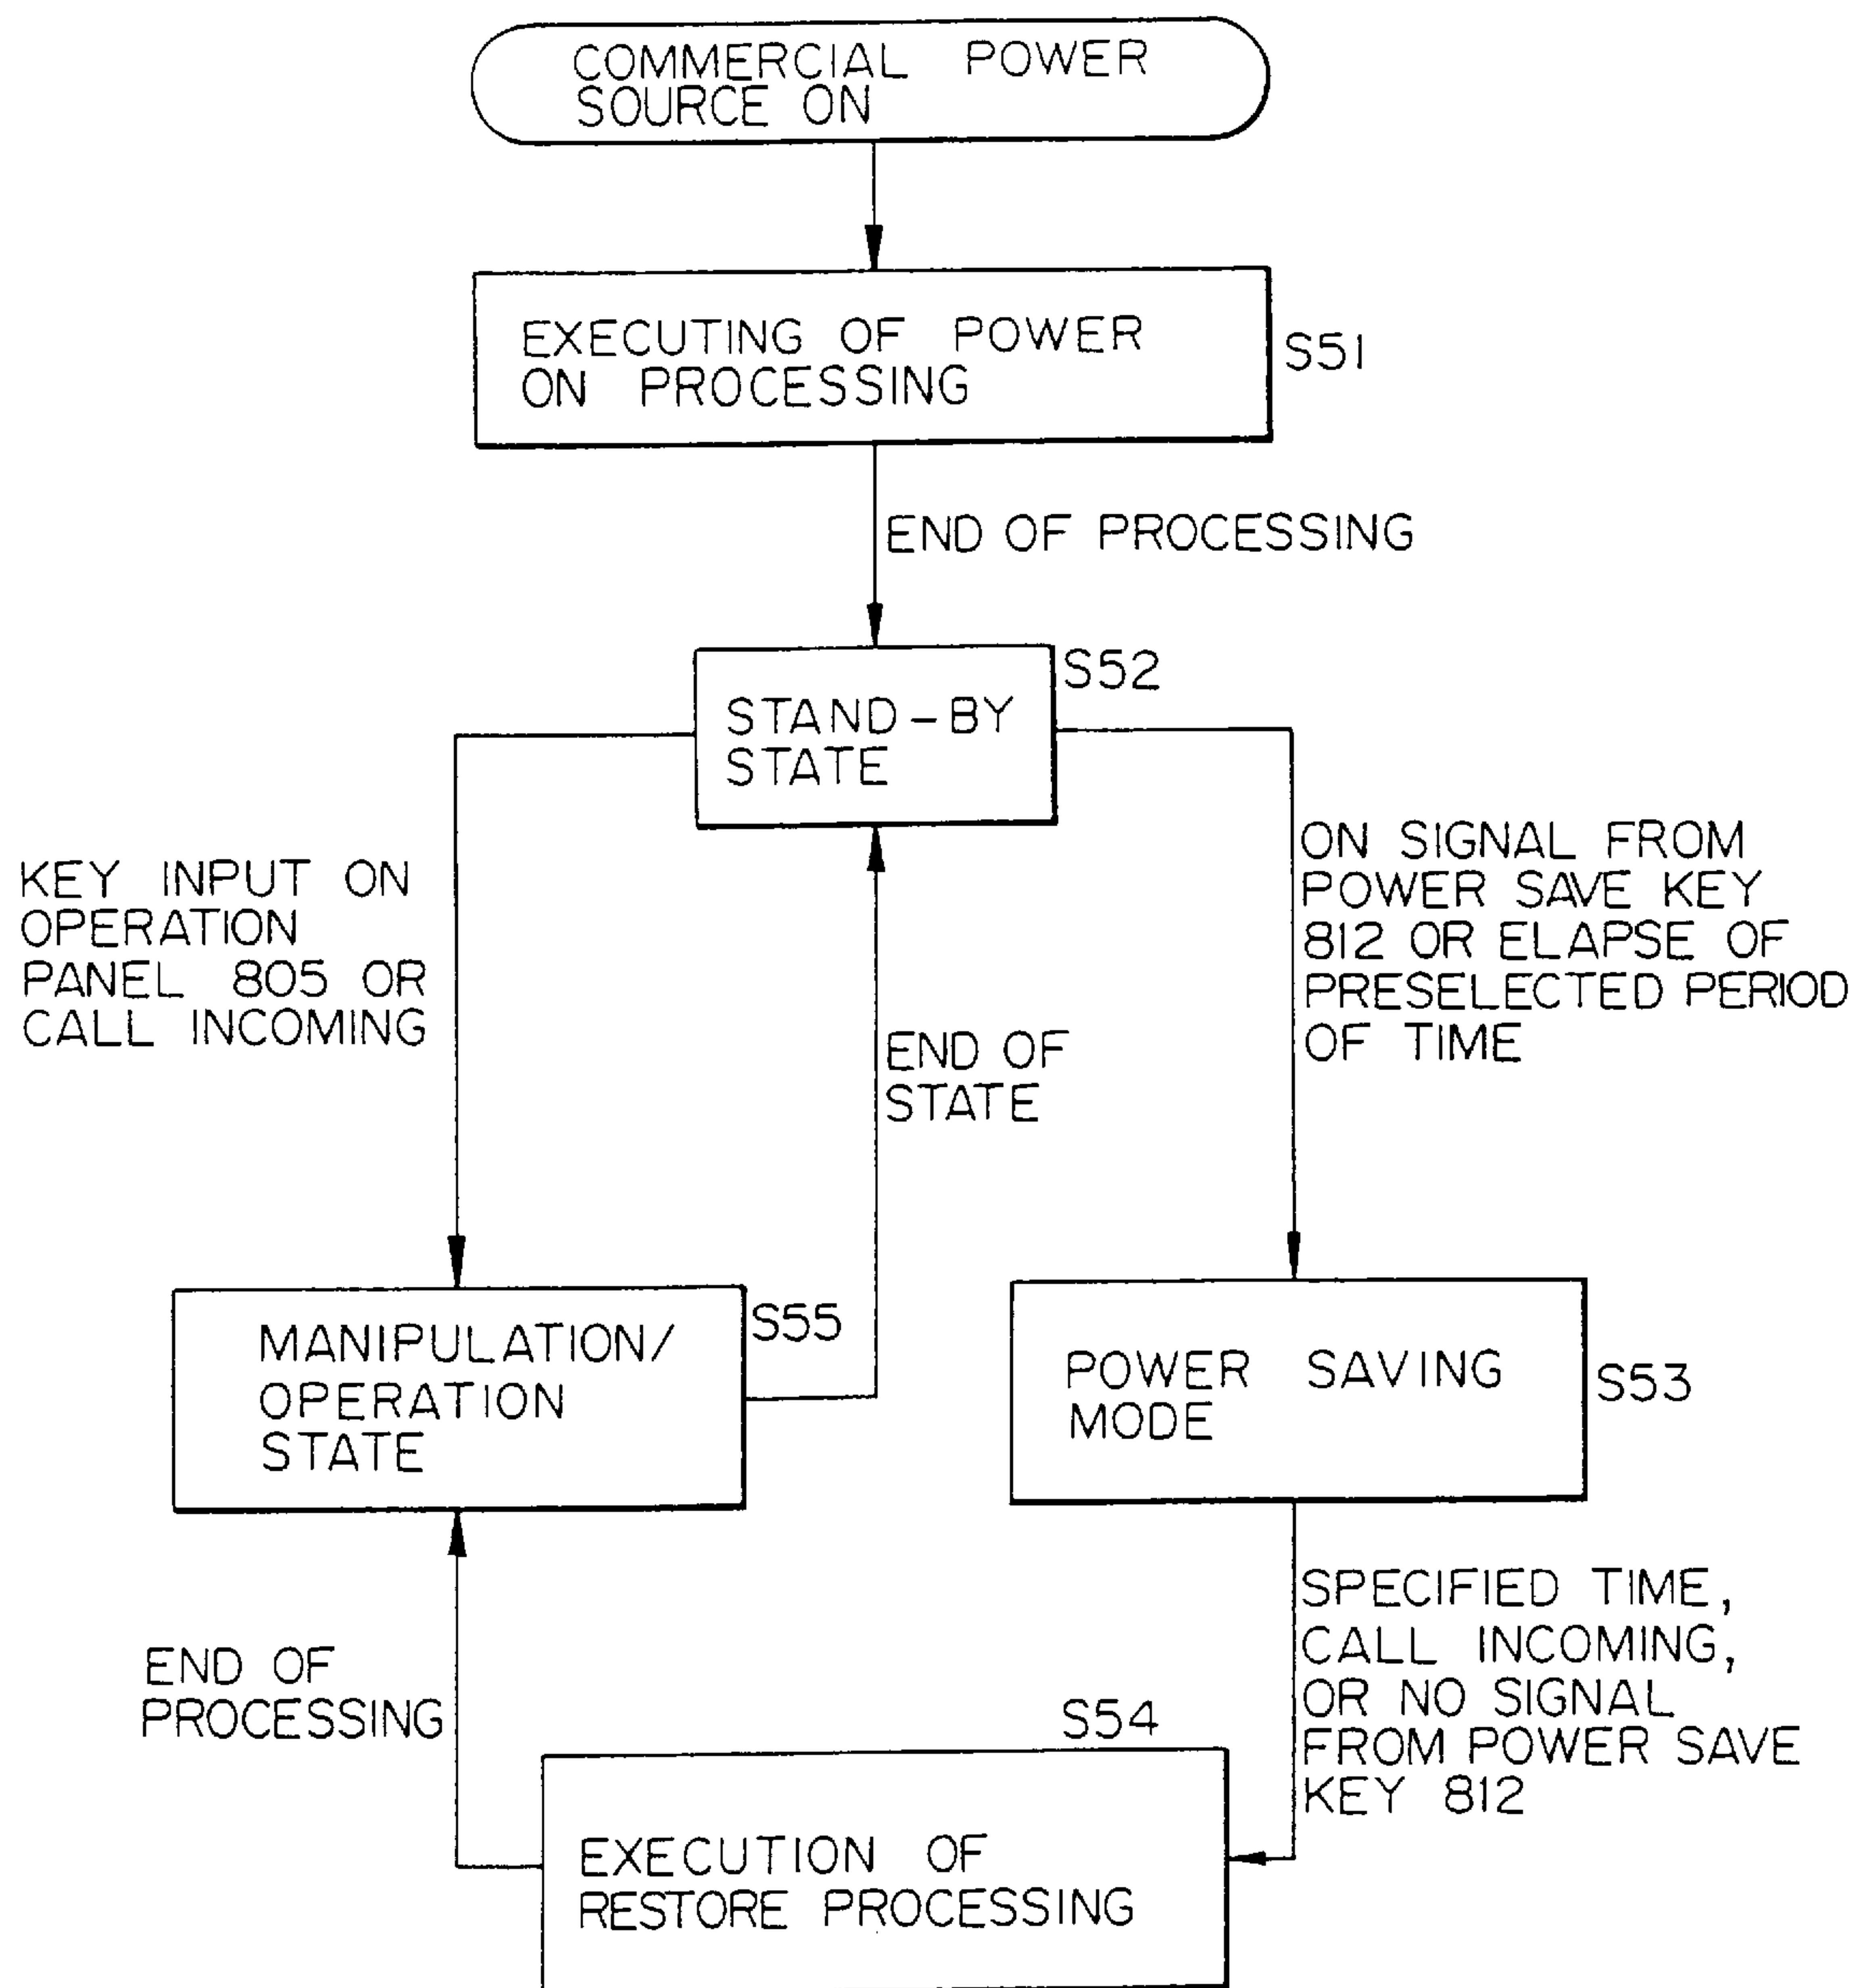 COMMERCIAL POWER
SOURCE ON
EXECUTING OF POWER
ON PROCESSING
S51
END OF PROCESSING
S52
STAND-BY
STATE
KEY INPUT ON
OPERATION
PANEL 805 OR
CALL INCOMING
ON SIGNAL FROM
POWER SAVE KEY
812 OR ELAPSE OF
PRESELECTED PERIOD
OF TIME
END OF
STATE
MANIPULATION/
OPERATION
STATE
S55
POWER SAVING
MODE
S53
SPECIFIED TIME,
CALL INCOMING,
OR NO SIGNAL
FROM POWER SAVE
KEY 812
END OF
PROCESSING
S54
EXECUTION OF
RESTORE PROCESSING